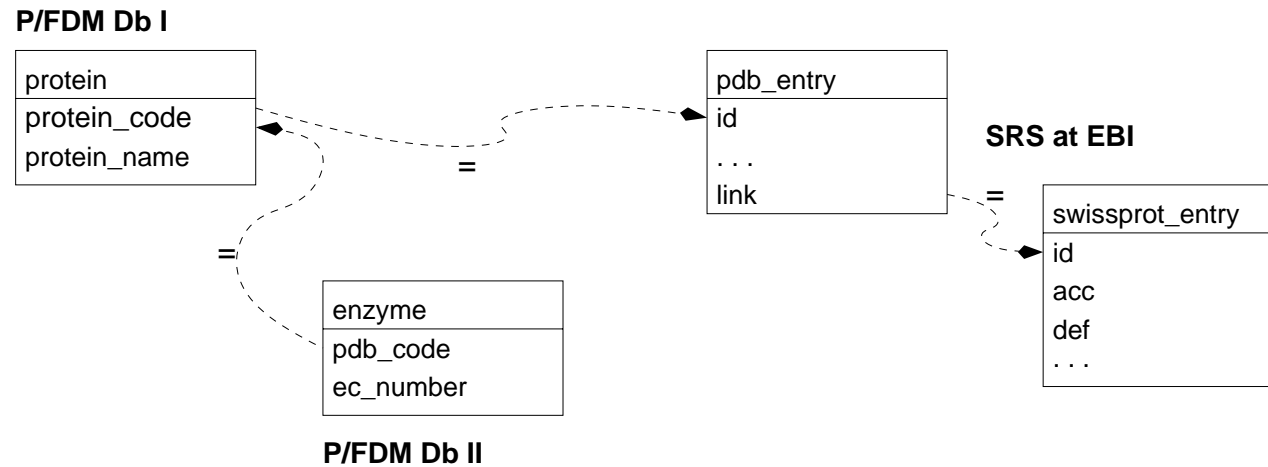 P/FDM Db I
protein
protein_code
protein_name
=
pdb_entry
id
. . .
link
SRS at EBI
=
swissprot_entry
id
acc
def
. . .
=
enzyme
pdb_code
ec_number
P/FDM Db II